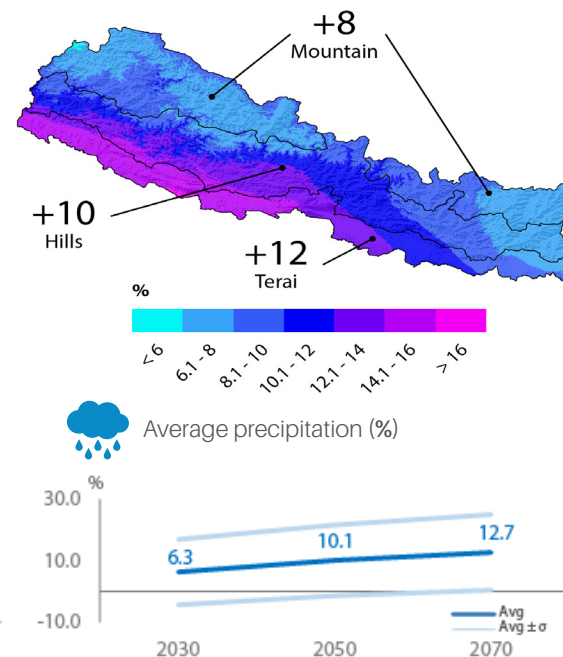 +8
Mountain
+10
Hills
+12
Terai
%
< 6
6.1 - 8
8.1 - 10
10.1 - 12
12.1 - 14
14.1 - 16
> 16
Average precipitation (%)
%
30.0
10.0
-10.0
6.3
10.1
12.7
Avg
Avg ± σ
2030
2050
2070